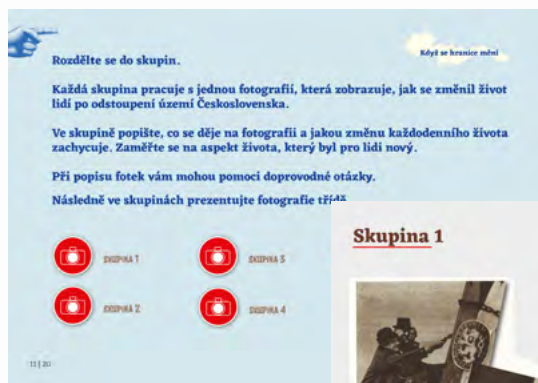 Když se hranice mění
Rozdělte se do skupin.
Každá skupina pracuje s jednou fotografií, která zobrazuje, jak se změnil život
lidí po odstoupení území Československa.
Ve skupině popište, co se děje na fotografii a jakou změnu každodenního života
zachycuje. Zaměřte se na aspekt života, který byl pro lidi nový.
Při popisu fotek vám mohou pomoci doprovodné otázky.
Následně ve skupinách prezentujte fotografie třídě.
SKUPINA 1
SKUPINA 3
SKUPINA 2
SKUPINA 4
Skupina 1
11 | 20